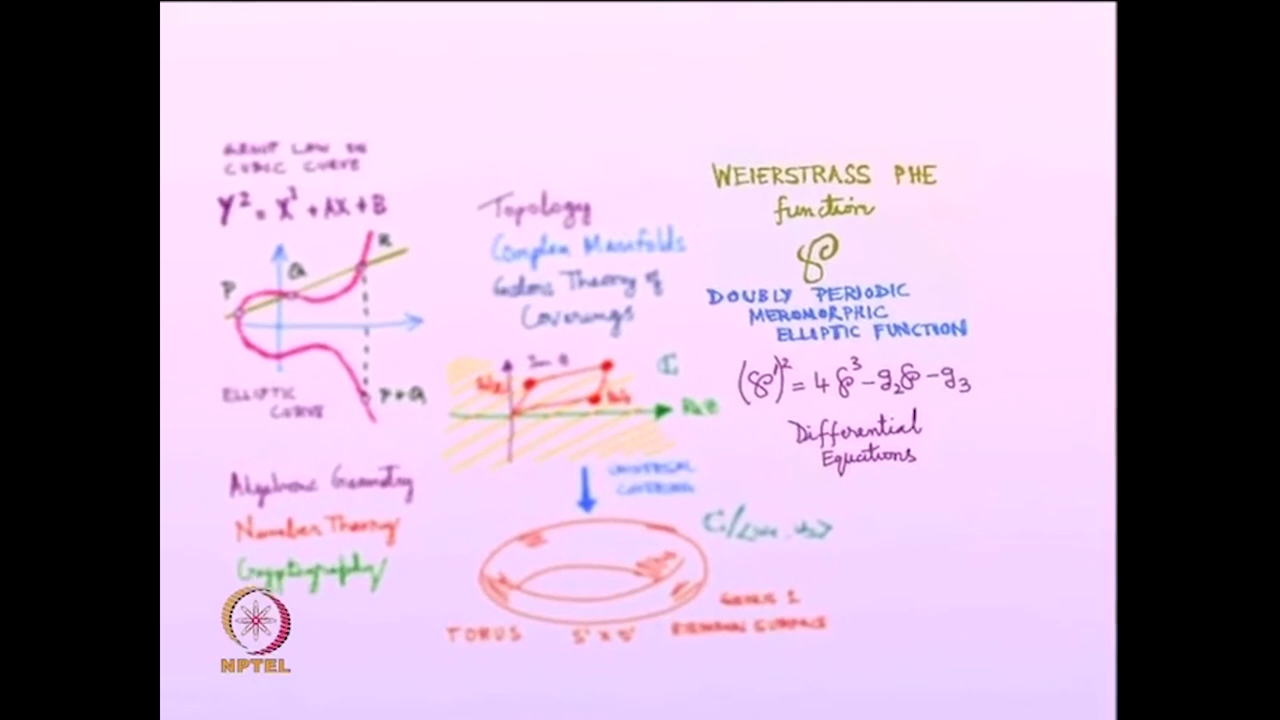 GROUP LAW ON
CUBIC CURVE
Y² = X³ + AX + B
R
Q
P
P+Q
ELLIPTIC
CURVE
Algebraic Geometry
Number Theory
Cryptography
NPTEL
Topology
Complex Manifolds
Galois Theory of
Coverings
Im
ℂ
UNIVERSAL
COVERING
ℂ/
GENUS 1
TORUS S¹ X S¹ RIEMANN SURFACE
WEIERSTRASS PHE
function
℘
DOUBLY PERIODIC
MEROMORPHIC
ELLIPTIC FUNCTION
(℘')² = 4℘³ - g₂℘ - g₃
Differential
Equations